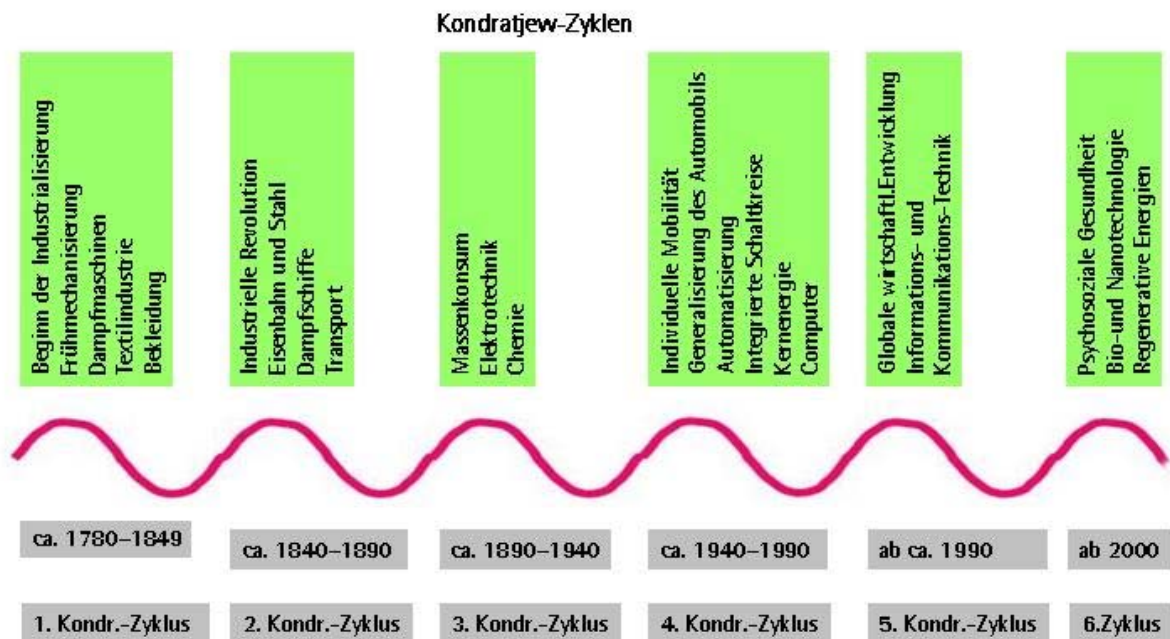 Kondratjew-Zyklen
Beginn der Industrialisierung
Frühmechanisierung
Dampfmaschinen
Textilindustrie
Bekleidung
Industrielle Revolution
Eisenbahn und Stahl
Dampfschiffe
Transport
Massenkonsum
Elektrotechnik
Chemie
Individuelle Mobilität
Generalisierung des Automobils
Automatisierung
Integrierte Schaltkreise
Kernenergie
Computer
Globale wirtschaftl.Entwicklung
Informations- und
Kommunikations-Technik
Psychosoziale Gesundheit
Bio-und Nanotechnologie
Regenerative Energien
ca. 1780–1849
ca. 1840–1890
ca. 1890–1940
ca. 1940–1990
ab ca. 1990
ab 2000
1. Kondr.-Zyklus
2. Kondr.-Zyklus
3. Kondr.-Zyklus
4. Kondr.-Zyklus
5. Kondr.-Zyklus
6.Zyklus